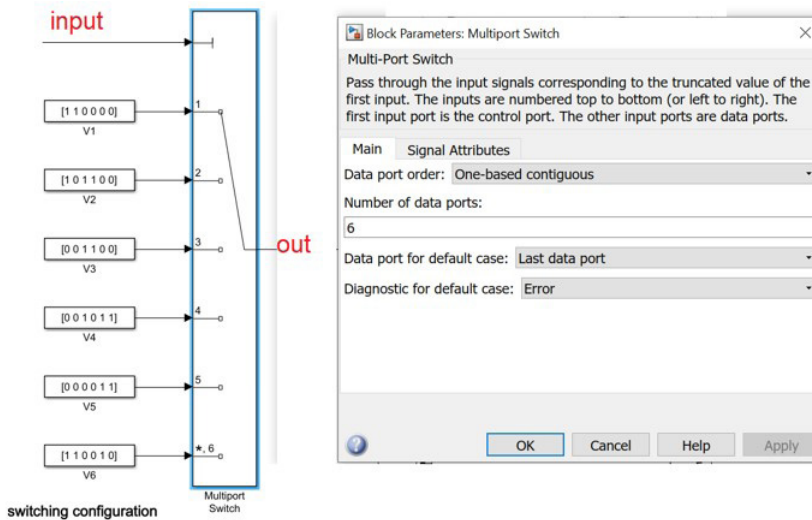 input
[1 1 0 0 0 0]
V1
1
[1 0 1 1 0 0]
V2
2
[0 0 1 1 0 0]
V3
3
out
[0 0 1 0 1 1]
V4
4
[0 0 0 0 1 1]
V5
5
[1 1 0 0 1 0]
V6
*, 6
Multiport
Switch
switching configuration
Block Parameters: Multiport Switch
Multi-Port Switch
Pass through the input signals corresponding to the truncated value of the
first input. The inputs are numbered top to bottom (or left to right). The
first input port is the control port. The other input ports are data ports.
Main Signal Attributes
Data port order: One-based contiguous
Number of data ports:
6
Data port for default case: Last data port
Diagnostic for default case: Error
OK Cancel Help Apply